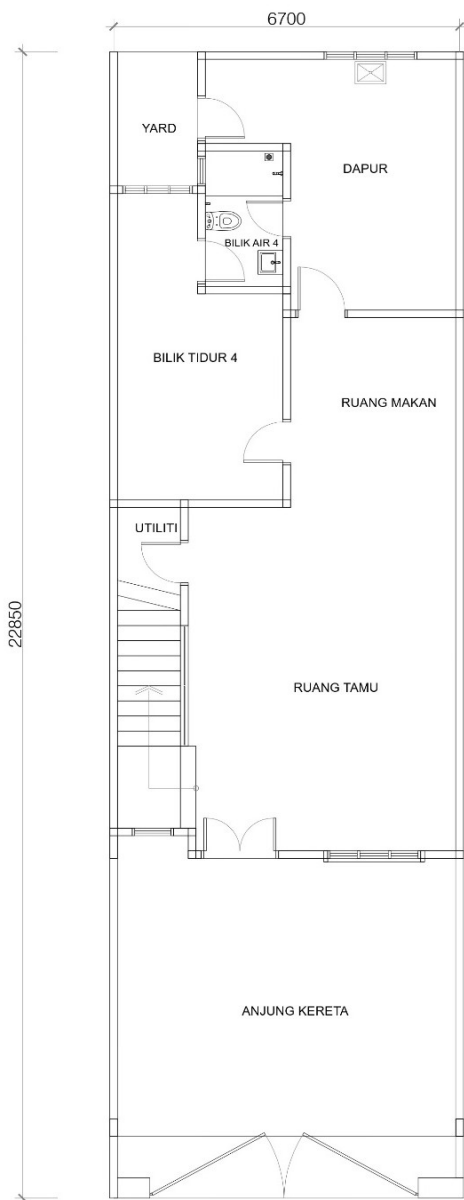 6700
YARD
DAPUR
BILIK AIR 4
BILIK TIDUR 4
RUANG MAKAN
UTILITI
22850
RUANG TAMU
ANJUNG KERETA